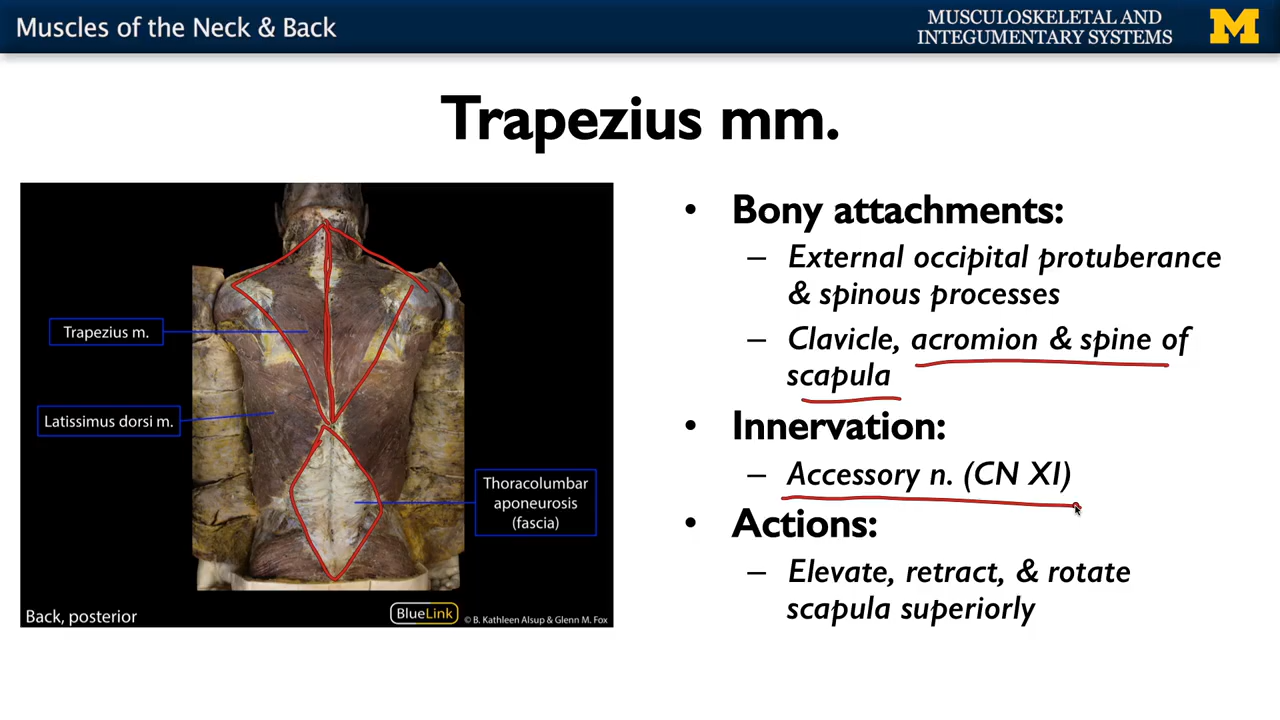 Muscles of the Neck & Back
MUSCULOSKELETAL AND
INTEGUMENTARY SYSTEMS
M
Trapezius mm.
Trapezius m.
Latissimus dorsi m.
Thoracolumbar
aponeurosis
(fascia)
Back, posterior
BlueLink
© B. Kathleen Alsup & Glenn M. Fox
• Bony attachments:
– External occipital protuberance
& spinous processes
– Clavicle, acromion & spine of
scapula
• Innervation:
– Accessory n. (CN XI)
• Actions:
– Elevate, retract, & rotate
scapula superiorly